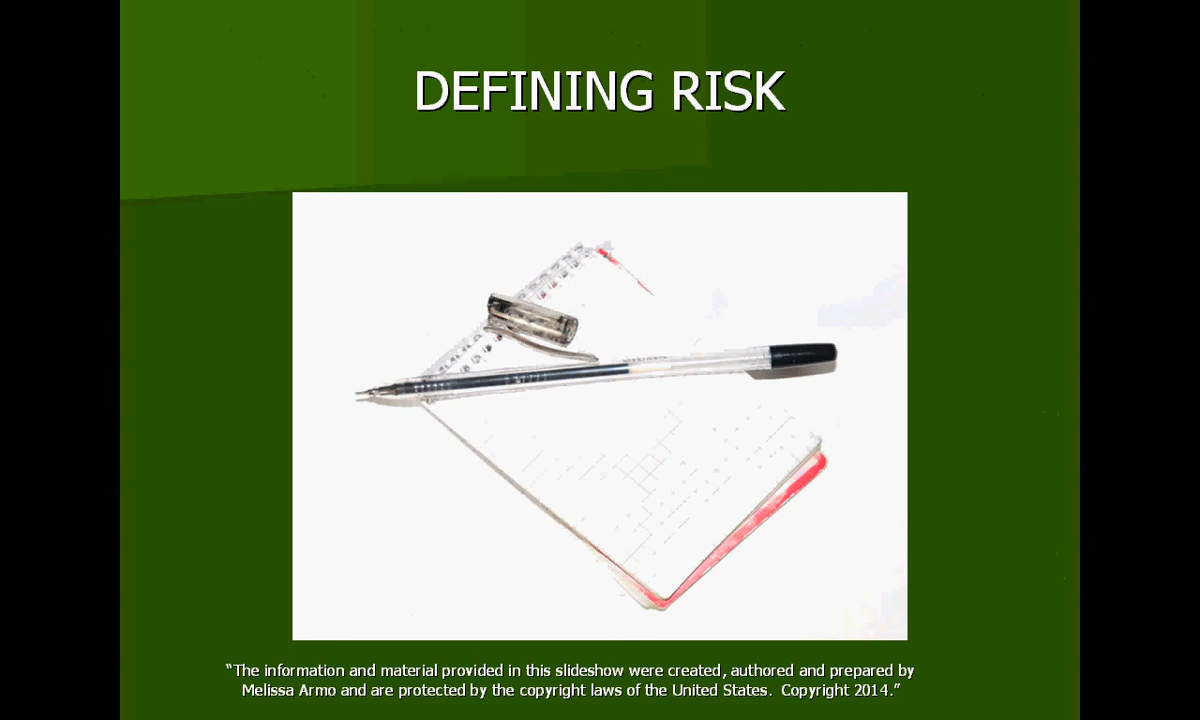 DEFINING RISK
“The information and material provided in this slideshow were created, authored and prepared by
Melissa Armo and are protected by the copyright laws of the United States.  Copyright 2014.”